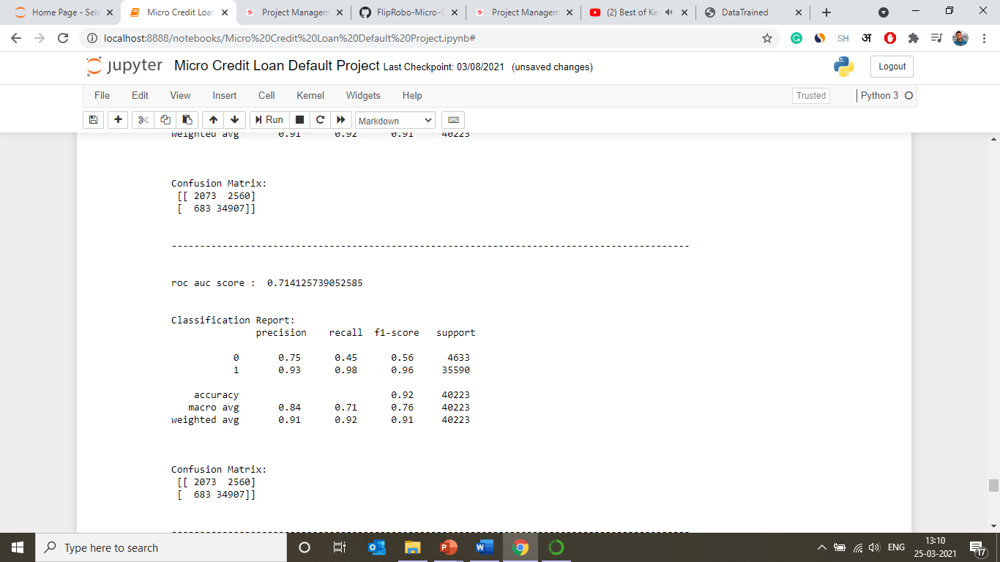 Home Page - Sele
Micro Credit Loan
Project Managem
FlipRobo-Micro-C
Project Managem
(2) Best of Ke
DataTrained
localhost:8888/notebooks/Micro%20Credit%20Loan%20Default%20Project.ipynb#
SH
अ
jupyter Micro Credit Loan Default Project Last Checkpoint: 03/08/2021 (unsaved changes)
Logout
File Edit View Insert Cell Kernel Widgets Help
Trusted
Python 3
Run
Markdown
weighted avg 0.91 0.92 0.91 40223
Confusion Matrix:
[[ 2073 2560]
[ 683 34907]]
--------------------------------------------------------------------------------------------
roc auc score : 0.714125739052585
Classification Report:
precision recall f1-score support
0 0.75 0.45 0.56 4633
1 0.93 0.98 0.96 35590
accuracy 0.92 40223
macro avg 0.84 0.71 0.76 40223
weighted avg 0.91 0.92 0.91 40223
Confusion Matrix:
[[ 2073 2560]
[ 683 34907]]
--------------------------------------------------------------------------------------------
Type here to search
ENG
13:10
25-03-2021
17